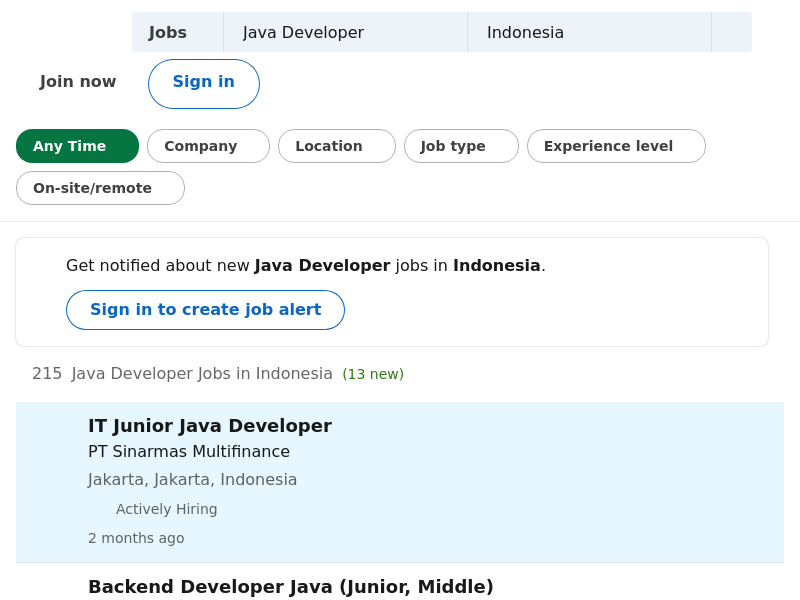 Jobs Java Developer Indonesia
Join now Sign in
Any Time Company Location Job type Experience level
On-site/remote
Get notified about new Java Developer jobs in Indonesia.
Sign in to create job alert
215 Java Developer Jobs in Indonesia (13 new)
IT Junior Java Developer
PT Sinarmas Multifinance
Jakarta, Jakarta, Indonesia
Actively Hiring
2 months ago
Backend Developer Java (Junior, Middle)